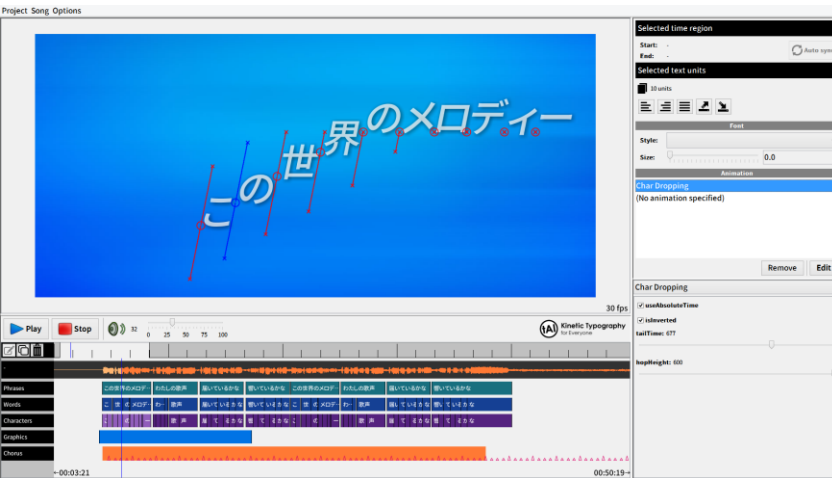 Project Song Options
このせ世界のメロディー
30 fps
Play
Stop
32
0 25 50 75 100
Kinetic Typography
for Everyone
Phrases
この世界のメロデー わたしの歌声 届いているかな 響いているかな この世界のメロデー わたしの歌声 届いているかな 響いているかな
Words
Characters
Graphics
Chorus
←00:03:21
00:50:19→
Selected time region
Start: -
End: -
Selected text units
10 units
Font
Style:
Size: 0.0
Animation
Char Dropping
(No animation specified)
Remove
Edit
Char Dropping
useAbsoluteTime
isInverted
tailTime: 677
hopHeight: 600